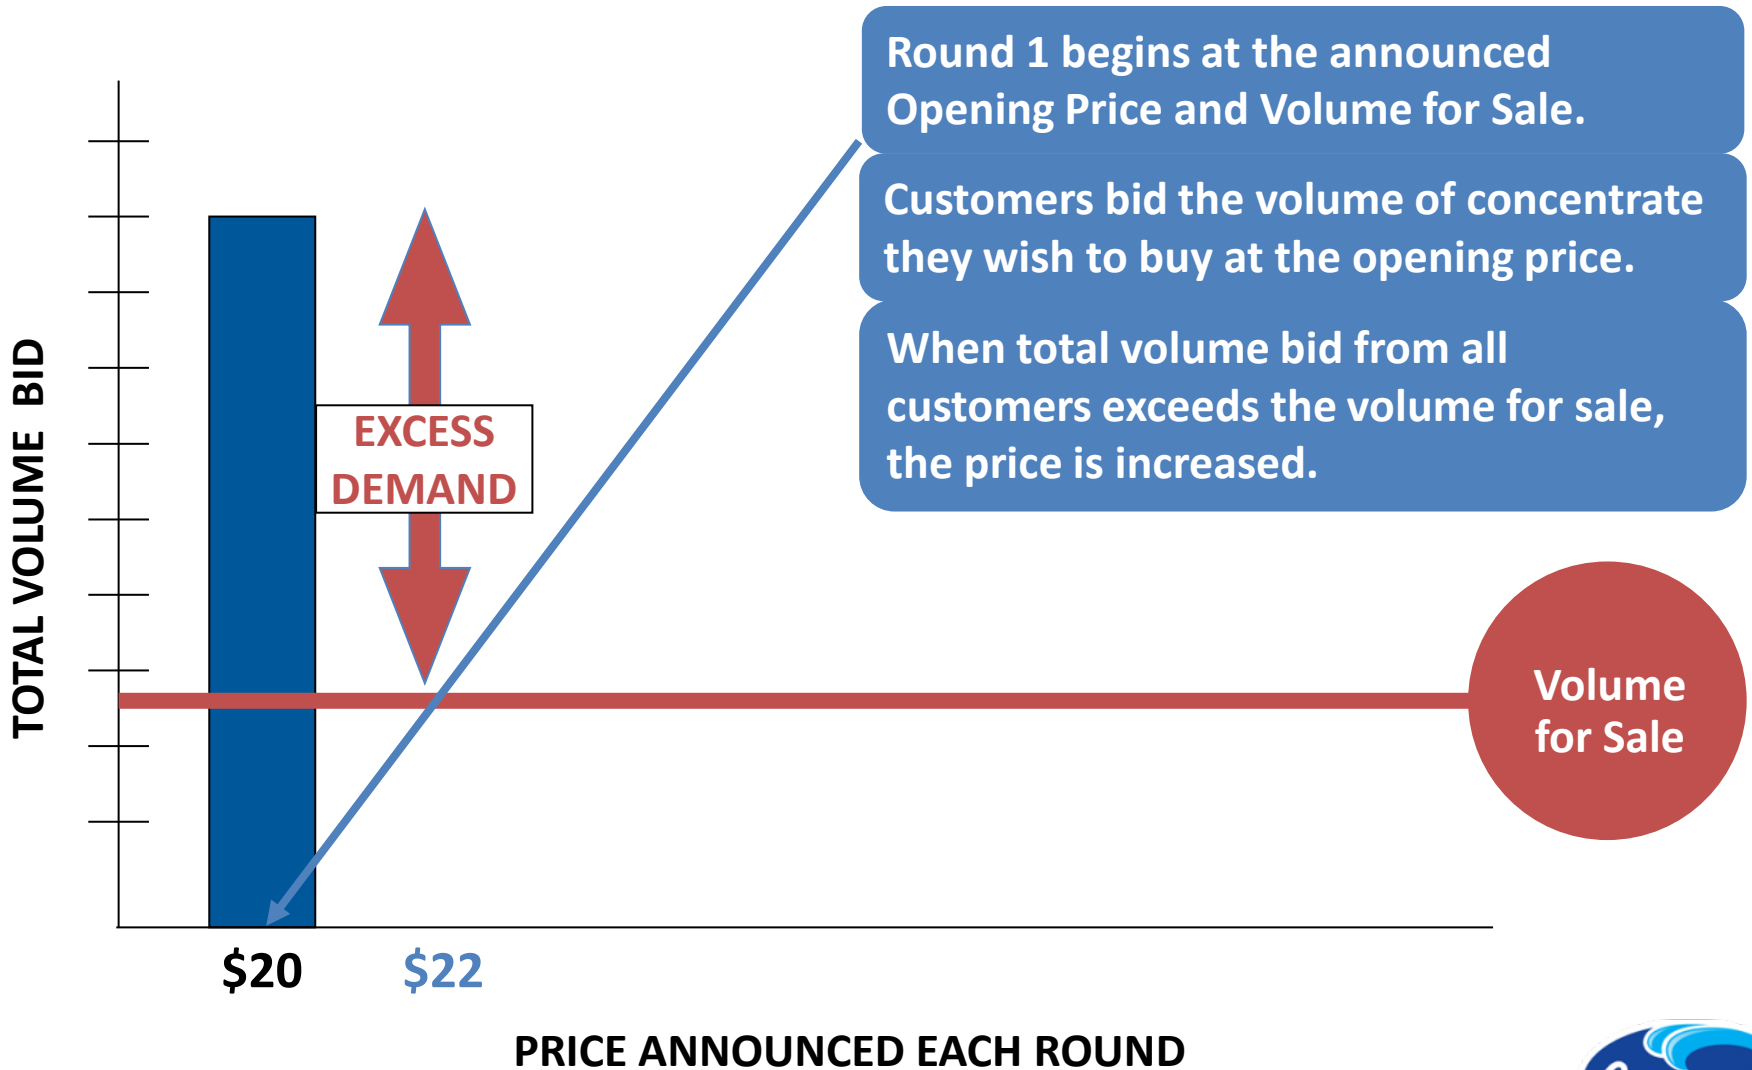 Round 1 begins at the announced
Opening Price and Volume for Sale.
Customers bid the volume of concentrate
they wish to buy at the opening price.
When total volume bid from all
customers exceeds the volume for sale,
the price is increased.
TOTAL VOLUME BID
EXCESS
DEMAND
Volume
for Sale
$20
$22
PRICE ANNOUNCED EACH ROUND